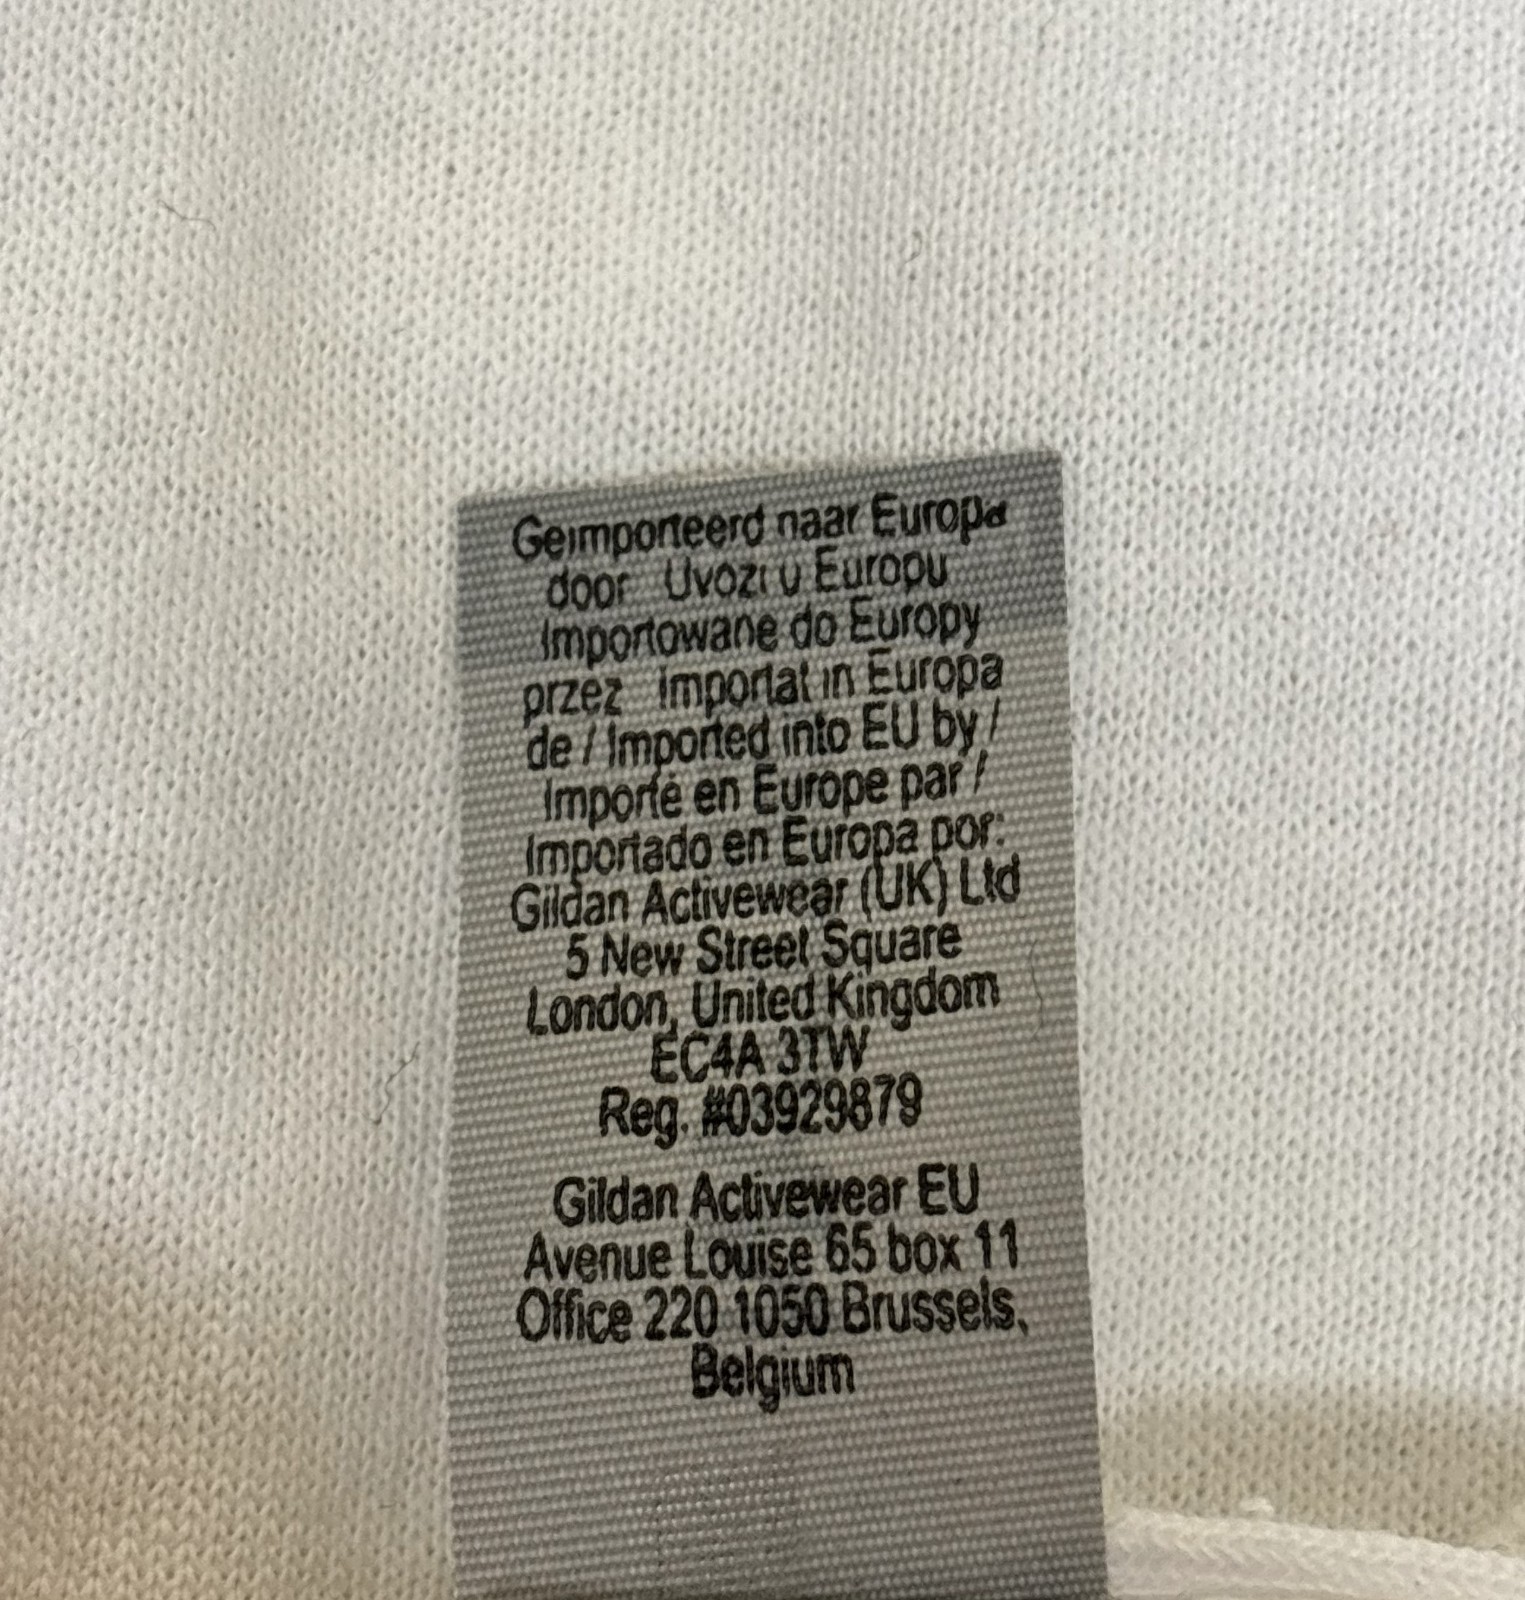 Geïmporteerd naar Europa
door Uvozi u Europu
Importowane do Europy
przez Importat in Europa
de / Imported into EU by /
Importé en Europe par /
Importado en Europa por:
Gildan Activewear (UK) Ltd
5 New Street Square
London, United Kingdom
EC4A 3TW
Reg. #03929879
Gildan Activewear EU
Avenue Louise 65 box 11
Office 220 1050 Brussels,
Belgium